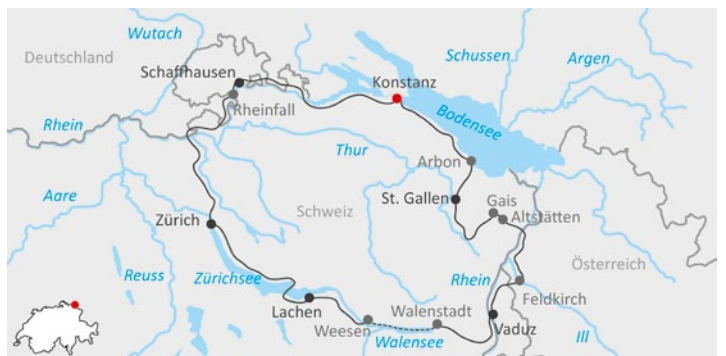 Deutschland
Wutach
Schussen
Argen
Schaffhausen
Konstanz
Rheinfall
Bodensee
Rhein
Thur
Arbon
Aare
St. Gallen
Gais
Altstätten
Zürich
Schweiz
Reuss
Zürichsee
Rhein
Österreich
Feldkirch
Lachen
Weesen
Walenstadt
Vaduz
Walensee
Ill